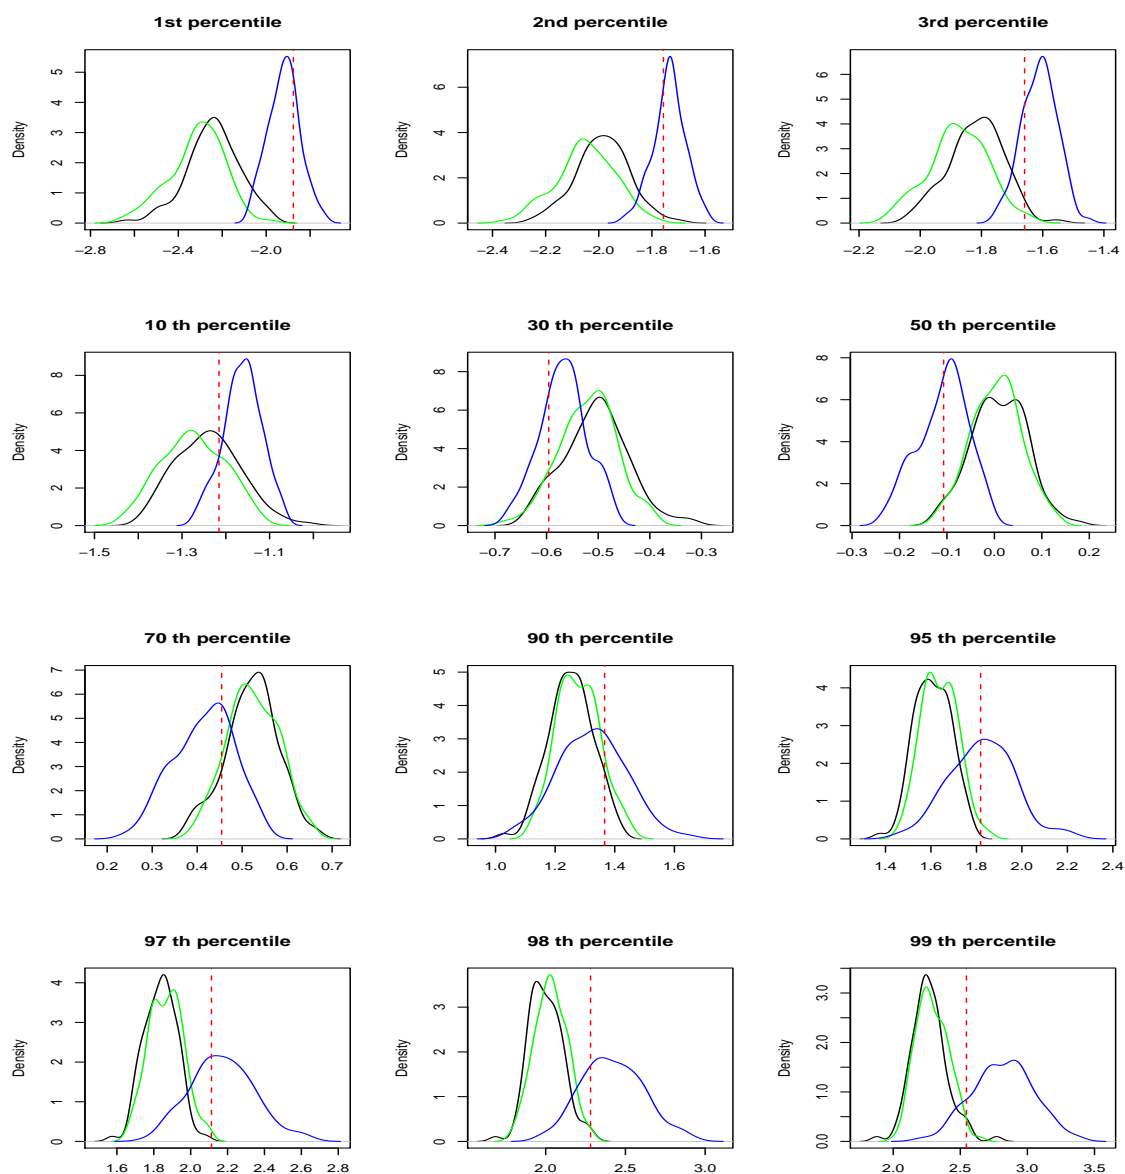 1st percentile
2nd percentile
3rd percentile
Density
0 1 2 3 4 5
−2.8 −2.4 −2.0
Density
0 2 4 6
−2.4 −2.2 −2.0 −1.8 −1.6
Density
0 1 2 3 4 5 6
−2.2 −2.0 −1.8 −1.6 −1.4
10 th percentile
30 th percentile
50 th percentile
Density
0 2 4 6 8
−1.5 −1.3 −1.1
Density
0 2 4 6 8
−0.7 −0.6 −0.5 −0.4 −0.3
Density
0 2 4 6 8
−0.3 −0.2 −0.1 0.0 0.1 0.2
70 th percentile
90 th percentile
95 th percentile
Density
0 1 2 3 4 5 6 7
0.2 0.3 0.4 0.5 0.6 0.7
Density
0 1 2 3 4 5
1.0 1.2 1.4 1.6
Density
0 1 2 3 4
1.4 1.6 1.8 2.0 2.2 2.4
97 th percentile
98 th percentile
99 th percentile
Density
0 1 2 3 4
1.6 1.8 2.0 2.2 2.4 2.6 2.8
Density
0 1 2 3
2.0 2.5 3.0
Density
0.0 1.0 2.0 3.0
2.0 2.5 3.0 3.5